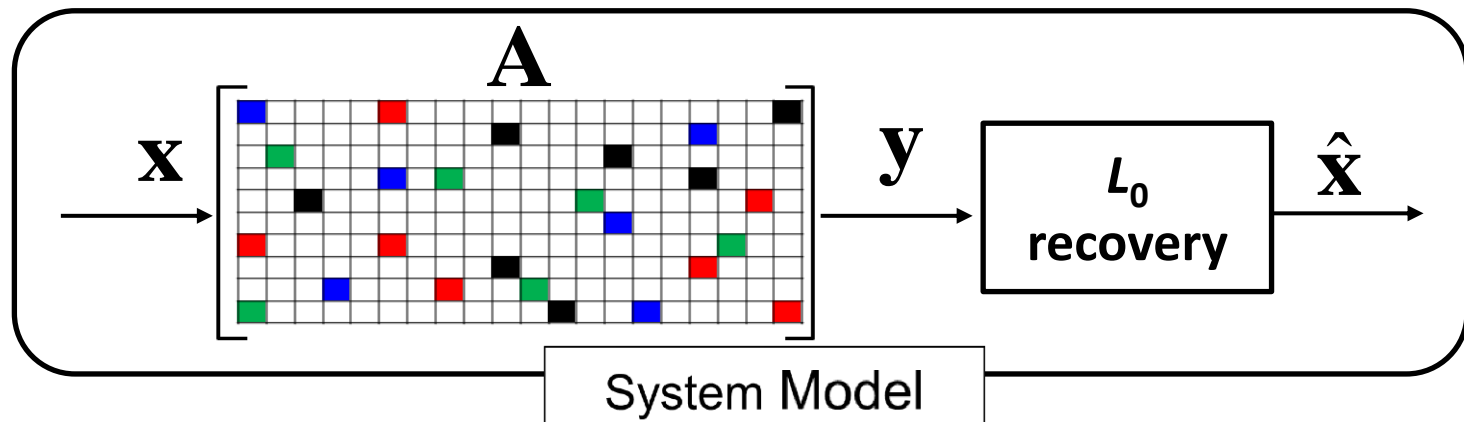 A
x
y
L₀
recovery
x̂
System Model